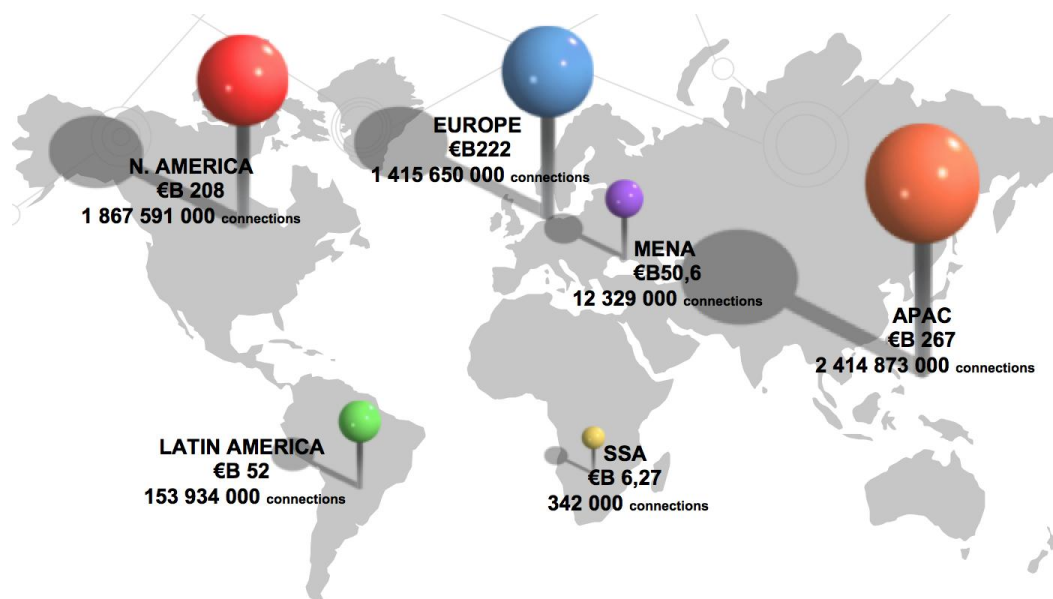 N. AMERICA
€B 208
1 867 591 000 connections
EUROPE
€B222
1 415 650 000 connections
MENA
€B50,6
12 329 000 connections
APAC
€B 267
2 414 873 000 connections
LATIN AMERICA
€B 52
153 934 000 connections
SSA
€B 6,27
342 000 connections